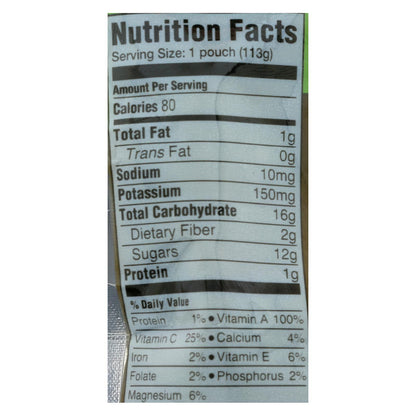 Nutrition Facts
Serving Size: 1 pouch (113g)
Amount Per Serving
Calories 80
Total Fat 1g
Trans Fat 0g
Sodium 10mg
Potassium 150mg
Total Carbohydrate 16g
Dietary Fiber 2g
Sugars 12g
Protein 1g
% Daily Value
Protein 1% • Vitamin A 100%
Vitamin C 25% • Calcium 4%
Iron 2% • Vitamin E 6%
Folate 2% • Phosphorus 2%
Magnesium 6%